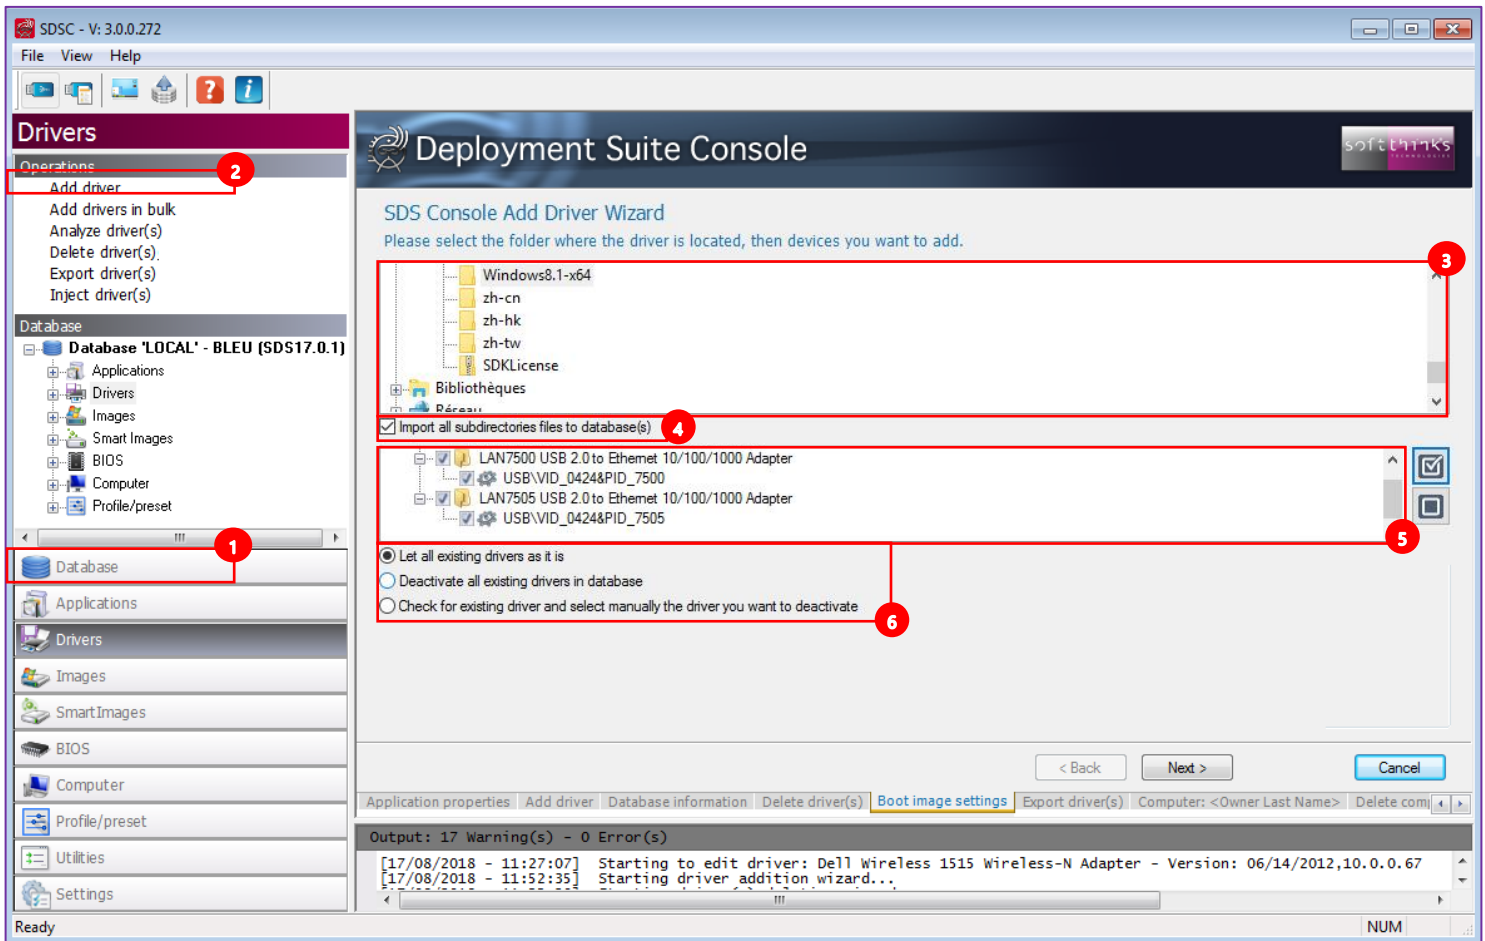 SDSC - V: 3.0.0.272
File View Help
Drivers
Operations
2
Add driver
Add drivers in bulk
Analyze driver(s)
Delete driver(s)
Export driver(s)
Inject driver(s)
Database
Database 'LOCAL' - BLEU (SDS17.0.1)
Applications
Drivers
Images
Smart Images
BIOS
Computer
Profile/preset
1
Database
Applications
Drivers
Images
SmartImages
BIOS
Computer
Profile/preset
Utilities
Settings
Deployment Suite Console
softthinks
TECHNOLOGIES
SDS Console Add Driver Wizard
Please select the folder where the driver is located, then devices you want to add.
3
Windows8.1-x64
zh-cn
zh-hk
zh-tw
SDKLicense
Bibliothèques
Réseau
Import all subdirectories files to database(s)
4
LAN7500 USB 2.0 to Ethernet 10/100/1000 Adapter
USB\VID_0424&PID_7500
LAN7505 USB 2.0 to Ethernet 10/100/1000 Adapter
USB\VID_0424&PID_7505
5
Let all existing drivers as it is
Deactivate all existing drivers in database
Check for existing driver and select manually the driver you want to deactivate
6
< Back Next > Cancel
Application properties Add driver Database information Delete driver(s) Boot image settings Export driver(s) Computer: <Owner Last Name> Delete com
Output: 17 Warning(s) - 0 Error(s)
[17/08/2018 - 11:27:07] Starting to edit driver: Dell Wireless 1515 Wireless-N Adapter - Version: 06/14/2012,10.0.0.67
[17/08/2018 - 11:52:35] Starting driver addition wizard...
Ready NUM